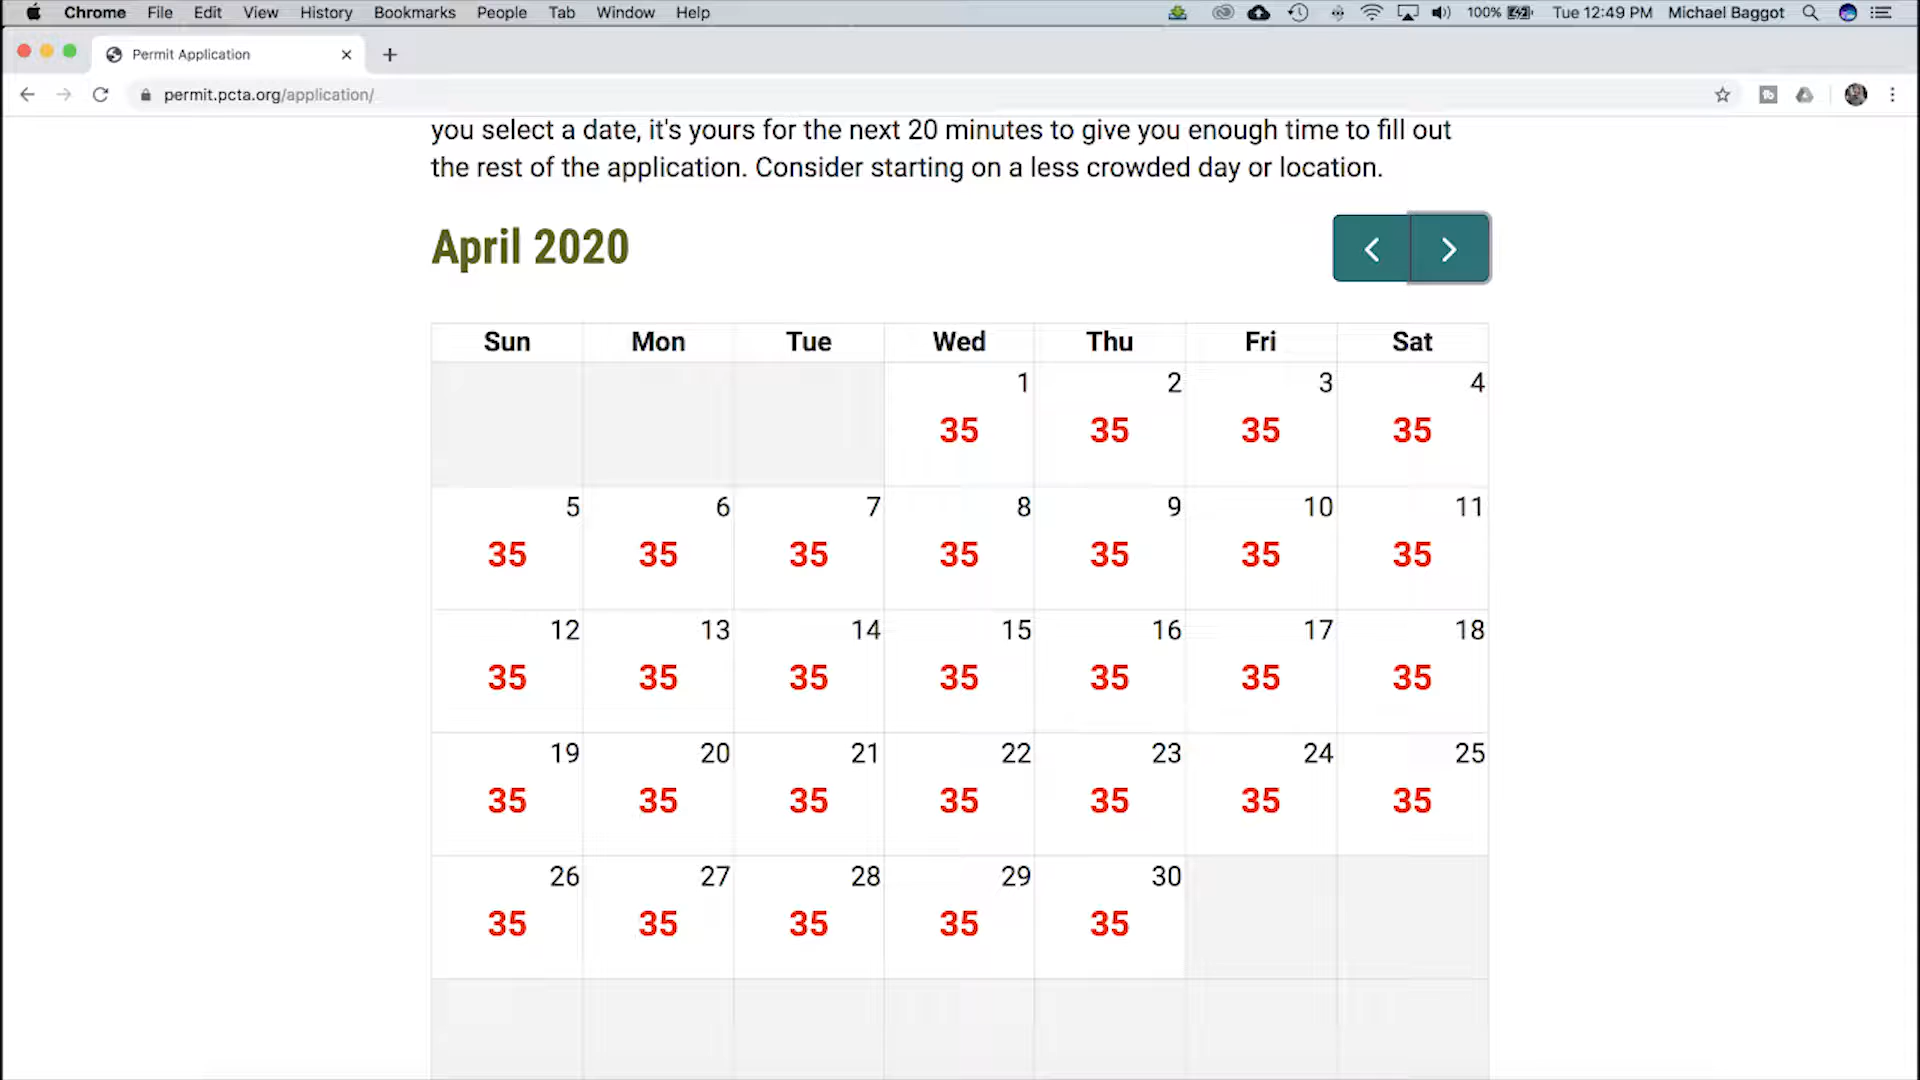 Chrome File Edit View History Bookmarks People Tab Window Help 100% Tue 12:49 PM Michael Baggot
Permit Application
permit.pcta.org/application/
you select a date, it's yours for the next 20 minutes to give you enough time to fill out
the rest of the application. Consider starting on a less crowded day or location.
April 2020
Sun Mon Tue Wed Thu Fri Sat
1 2 3 4
35 35 35 35
5 6 7 8 9 10 11
35 35 35 35 35 35 35
12 13 14 15 16 17 18
35 35 35 35 35 35 35
19 20 21 22 23 24 25
35 35 35 35 35 35 35
26 27 28 29 30
35 35 35 35 35